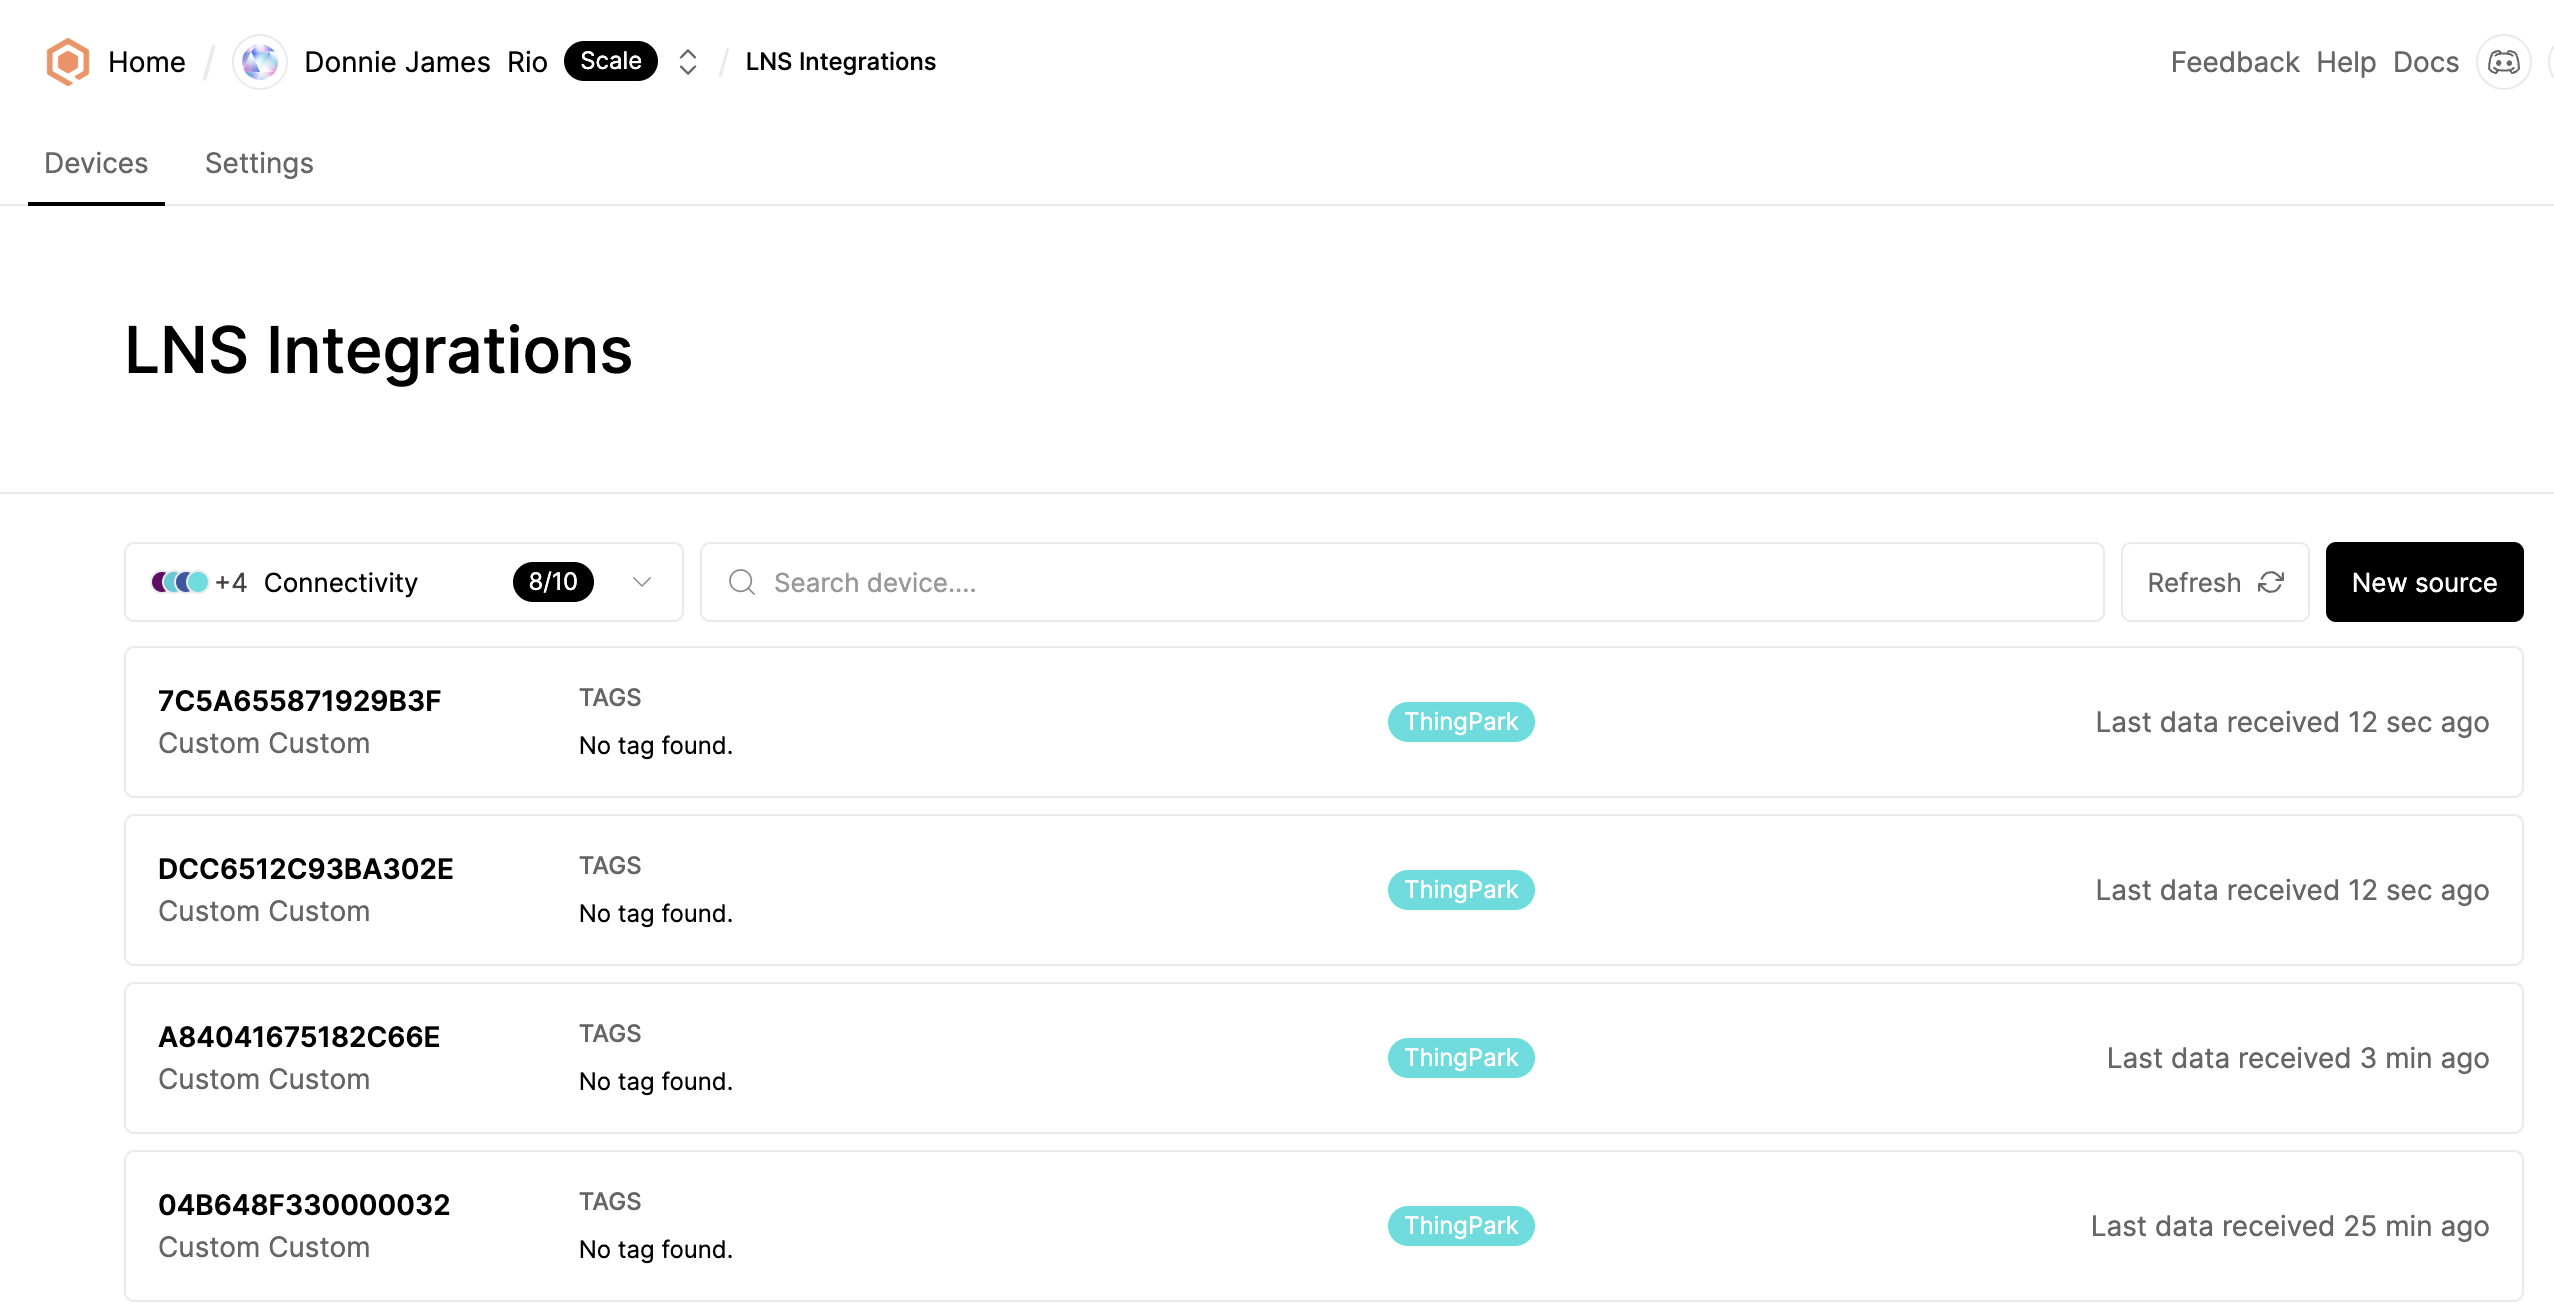 Home / Donnie James Rio Scale / LNS Integrations
Feedback Help Docs
Devices Settings
LNS Integrations
+4 Connectivity 8/10
Search device....
Refresh
New source
7C5A655871929B3F
Custom Custom
TAGS
No tag found.
ThingPark
Last data received 12 sec ago
DCC6512C93BA302E
Custom Custom
TAGS
No tag found.
ThingPark
Last data received 12 sec ago
A84041675182C66E
Custom Custom
TAGS
No tag found.
ThingPark
Last data received 3 min ago
04B648F330000032
Custom Custom
TAGS
No tag found.
ThingPark
Last data received 25 min ago